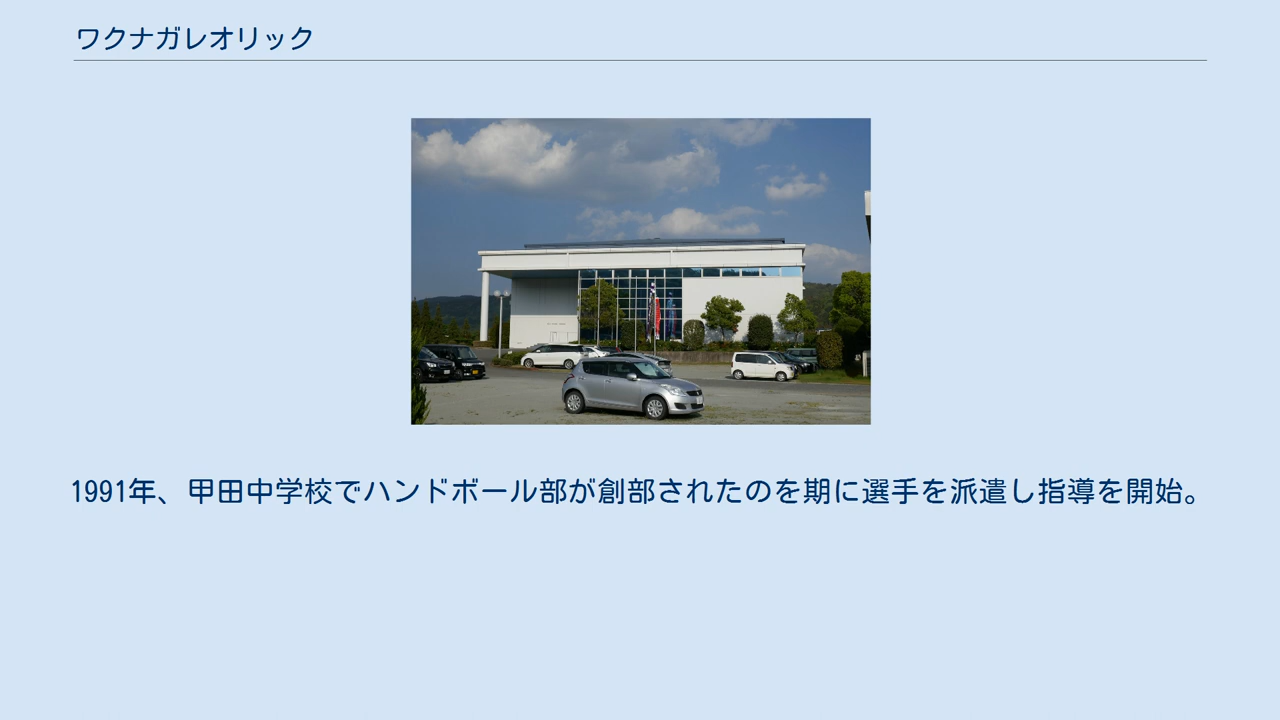 ワクナガレオリック
1991年、甲田中学校でハンドボール部が創部されたのを期に選手を派遣し指導を開始。